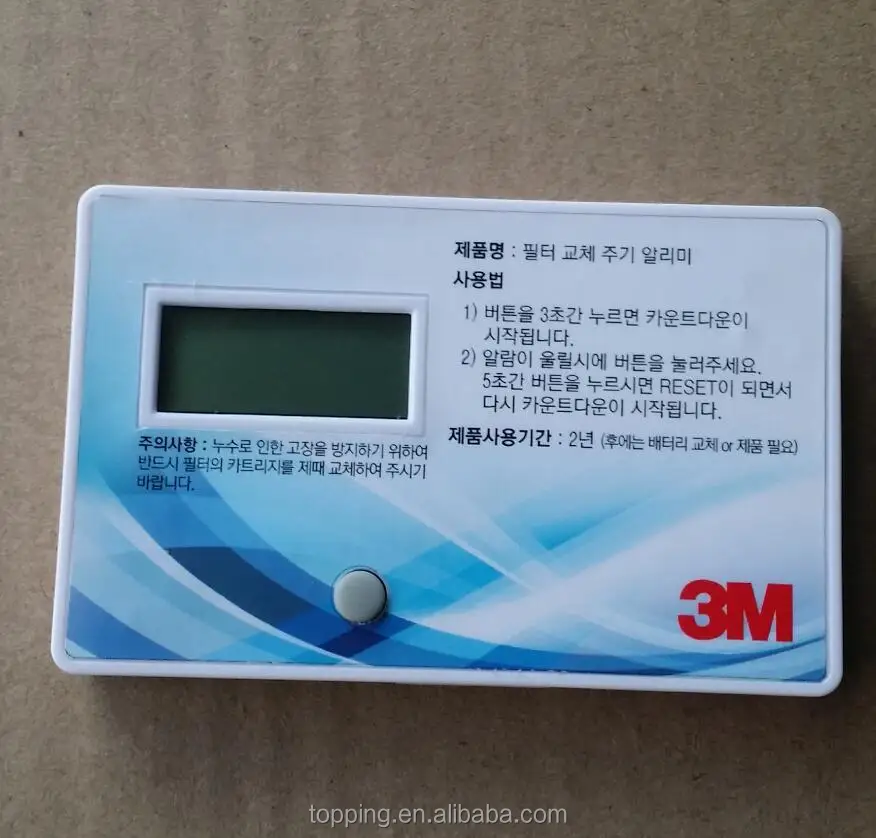 제품명 : 필터 교체 주기 알리미
사용법
1) 버튼을 3초간 누르면 카운트다운이
시작됩니다.
2) 알람이 울릴시에 버튼을 눌러주세요.
5초간 버튼을 누르시면 RESET이 되면서
다시 카운트다운이 시작됩니다.
제품사용기간 : 2년 (후에는 배터리 교체 or 제품 필요)
주의사항 : 누수로 인한 고장을 방지하기 위하여
반드시 필터의 카트리지를 제때 교체하여 주시기
바랍니다.
3M
topping.en.alibaba.com